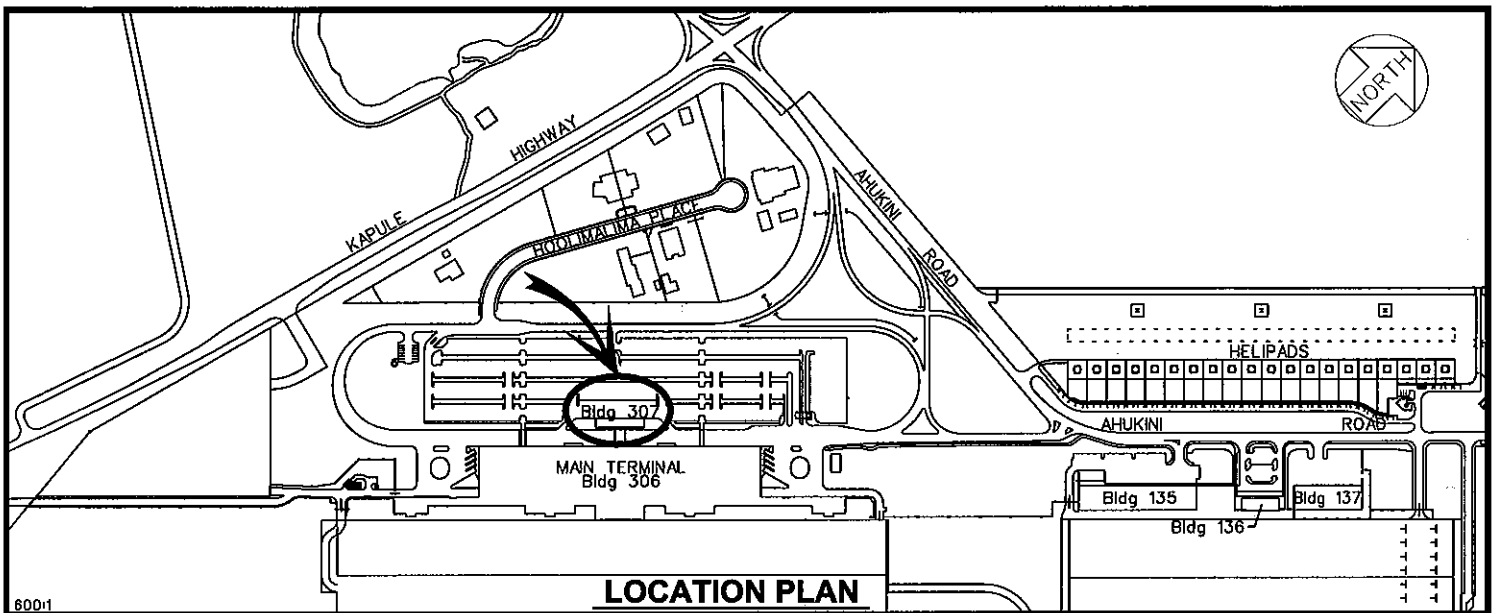 NORTH
HIGHWAY
KAPULE
HOOLIMALIMA PLACE
AHUKINI
ROAD
HELIPADS
Bldg 307
AHUKINI ROAD
MAIN TERMINAL
Bldg 306
Bldg 135
Bldg 137
Bldg 136
LOCATION PLAN